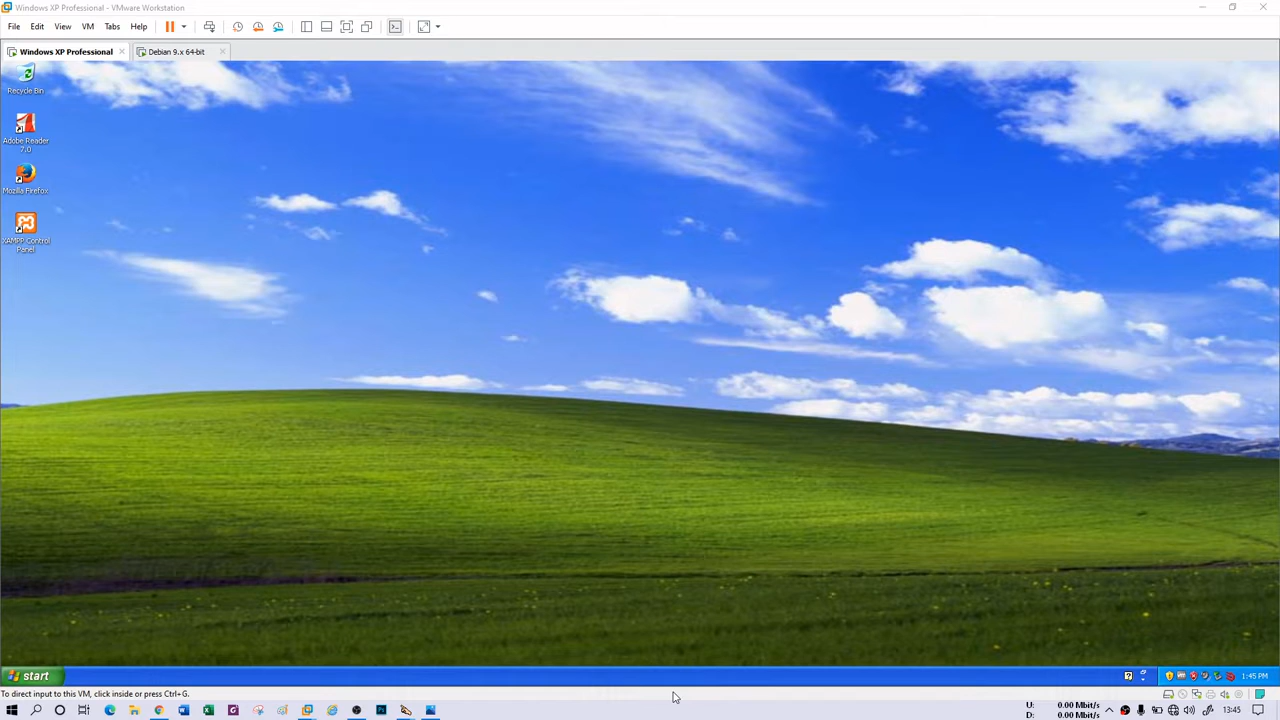 Windows XP Professional - VMware Workstation
File Edit View VM Tabs Help
Windows XP Professional Debian 9.x 64-bit
Recycle Bin
Adobe Reader
7.0
Mozilla Firefox
XAMPP Control
Panel
start 1:45 PM
To direct input to this VM, click inside or press Ctrl+G.
U: 0.00 Mbit/s
D: 0.00 Mbit/s
13:45